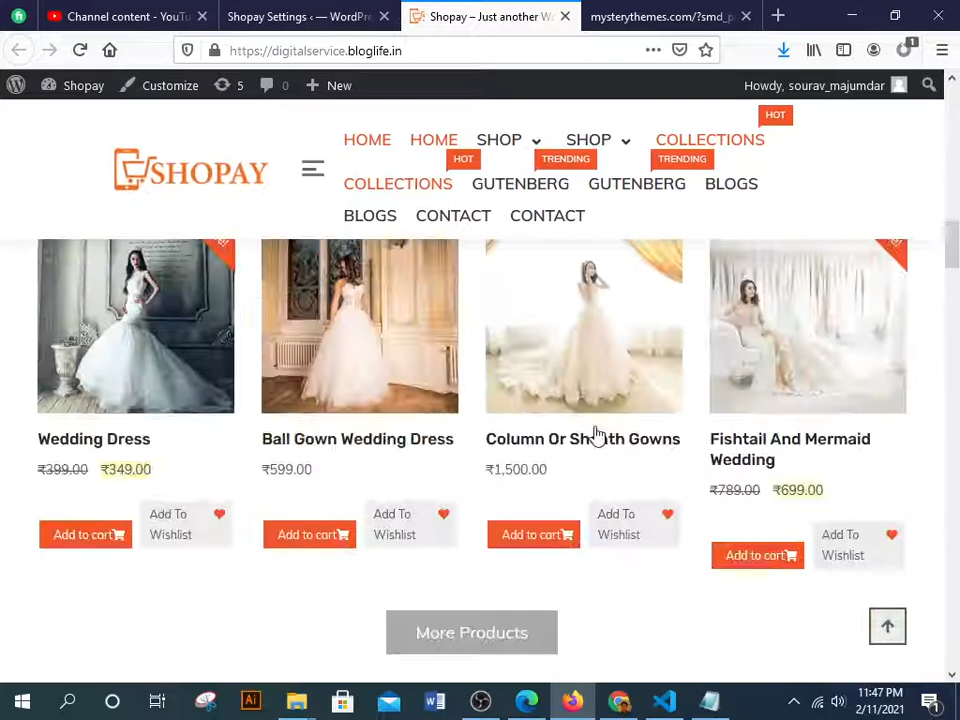 Channel content - YouTu
Shopay Settings ‹ — WordPre
Shopay – Just another Wo
mysterythemes.com/?smd_p
https://digitalservice.bloglife.in
1
Shopay
Customize
5
0
New
Howdy, sourav_majumdar
HOT
SHOPAY
HOME
HOME
SHOP
SHOP
COLLECTIONS
HOT
TRENDING
TRENDING
COLLECTIONS
GUTENBERG
GUTENBERG
BLOGS
BLOGS
CONTACT
CONTACT
Wedding Dress
Ball Gown Wedding Dress
Column Or Sheath Gowns
Fishtail And Mermaid
Wedding
₹399.00 ₹349.00
₹599.00
₹1,500.00
₹789.00 ₹699.00
Add to cart
Add To
Wishlist
Add to cart
Add To
Wishlist
Add to cart
Add To
Wishlist
Add to cart
Add To
Wishlist
More Products
11:47 PM
2/11/2021
1